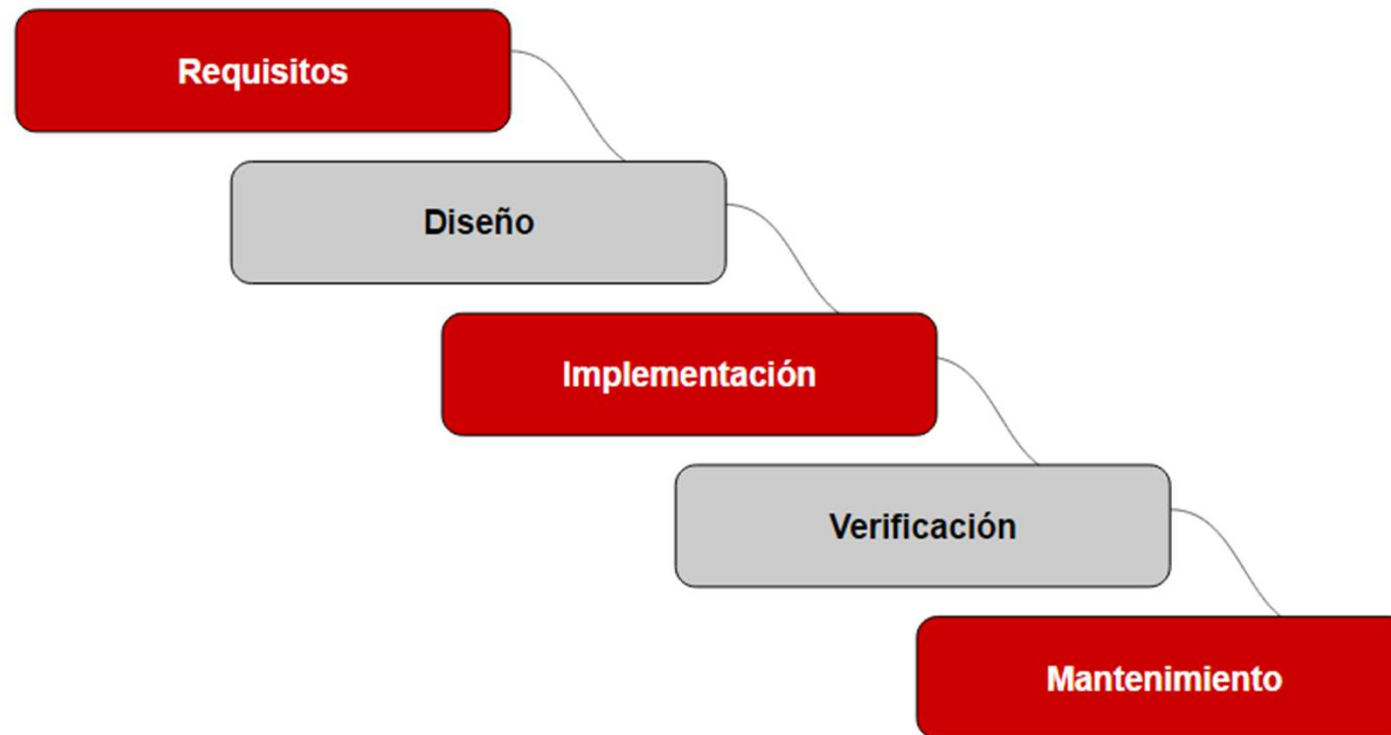 Requisitos
Diseño
Implementación
Verificación
Mantenimiento